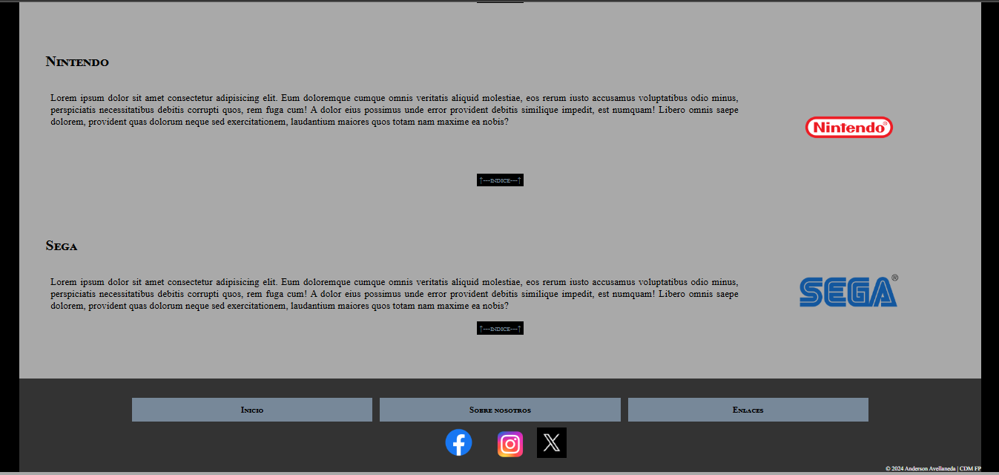 Nintendo
Lorem ipsum dolor sit amet consectetur adipisicing elit. Eum doloremque cumque omnis veritatis aliquid molestiae, eos rerum iusto accusamus voluptatibus odio minus,
perspiciatis necessitatibus debitis corrupti quos, rem fuga cum! A dolor eius possimus unde error provident debitis similique impedit, est numquam! Libero omnis saepe
dolorem, provident quas dolorum neque sed exercitationem, laudantium maiores quos totam nam maxime ea nobis?
Nintendo®
↑---indice---↑
Sega
Lorem ipsum dolor sit amet consectetur adipisicing elit. Eum doloremque cumque omnis veritatis aliquid molestiae, eos rerum iusto accusamus voluptatibus odio minus,
perspiciatis necessitatibus debitis corrupti quos, rem fuga cum! A dolor eius possimus unde error provident debitis similique impedit, est numquam! Libero omnis saepe
dolorem, provident quas dolorum neque sed exercitationem, laudantium maiores quos totam nam maxime ea nobis?
SEGA®
↑---indice---↑
Inicio
Sobre nosotros
Enlaces
© 2024 Anderson Avellaneda | CDM FP